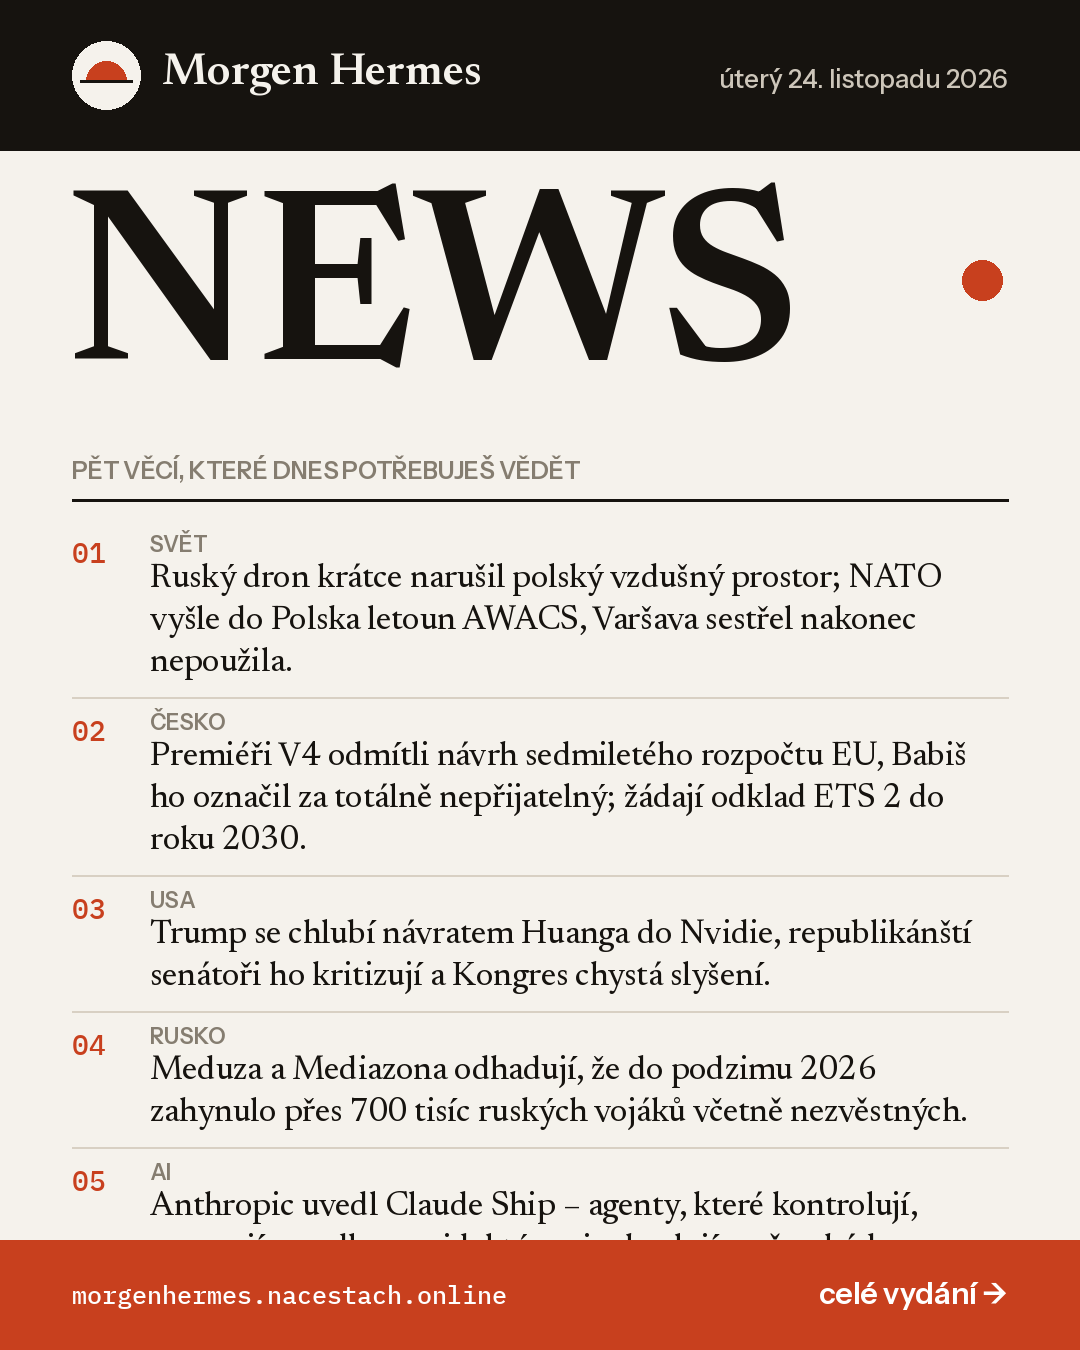 Morgen Hermes
úterý 24. listopadu 2026
NEWS
PĚT VĚCÍ, KTERÉ DNES POTŘEBUJEŠ VĚDĚT
01
SVĚT
Ruský dron krátce narušil polský vzdušný prostor; NATO
vyšle do Polska letoun AWACS, Varšava sestřel nakonec
nepoužila.
02
ČESKO
Premiéři V4 odmítli návrh sedmiletého rozpočtu EU, Babiš
ho označil za totálně nepřijatelný; žádají odklad ETS 2 do
roku 2030.
03
USA
Trump se chlubí návratem Huanga do Nvidie, republikánští
senátoři ho kritizují a Kongres chystá slyšení.
04
RUSKO
Meduza a Mediazona odhadují, že do podzimu 2026
zahynulo přes 700 tisíc ruských vojáků včetně nezvěstných.
05
AI
Anthropic uvedl Claude Ship – agenty, které kontrolují,
morgenhermes.nacestach.online
celé vydání →